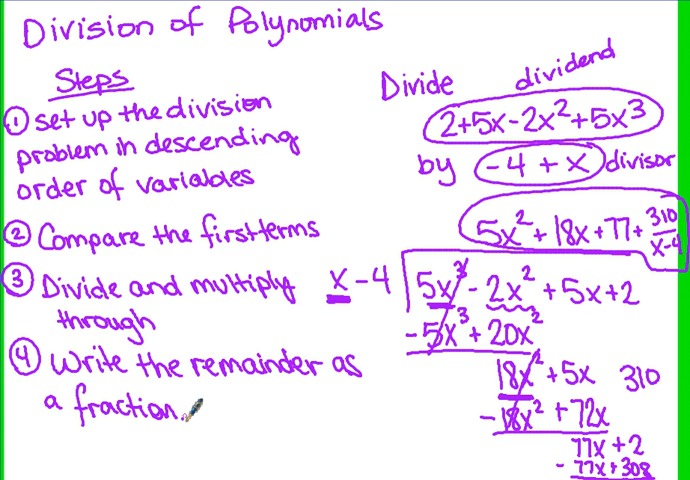 Division of Polynomials
Steps
① set up the division
problem in descending
order of variables
② Compare the first terms
③ Divide and multiply
through
④ Write the remainder as
a fraction.
Divide dividend
2+5x-2x²+5x³
by -4+x divisor
5x²+18x+77+310/x-4
x-4 5x³-2x²+5x+2
-5x³+20x²
18x²+5x 310
-18x²+72x
77x+2
-77x+308